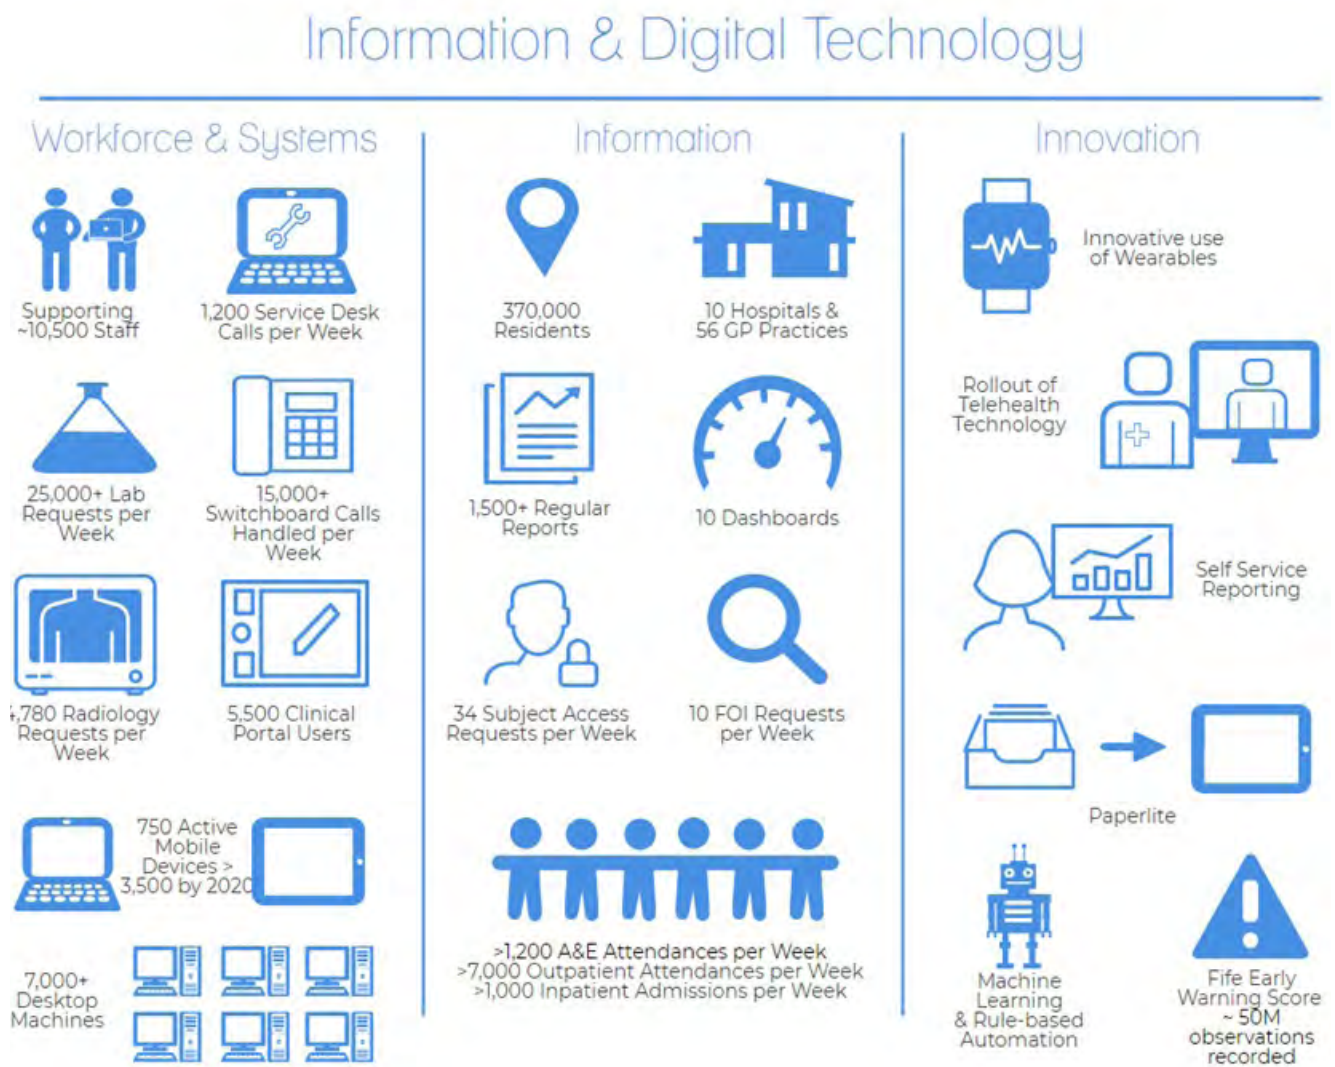 Information & Digital Technology
Workforce & Systems
Supporting
~10,500 Staff
1,200 Service Desk
Calls per Week
25,000+ Lab
Requests per
Week
15,000+
Switchboard Calls
Handled per
Week
4,780 Radiology
Requests per
Week
5,500 Clinical
Portal Users
750 Active
Mobile
Devices >
3,500 by 2020
7,000+
Desktop
Machines
Information
370,000
Residents
10 Hospitals &
56 GP Practices
1,500+ Regular
Reports
10 Dashboards
34 Subject Access
Requests per Week
10 FOI Requests
per Week
>1,200 A&E Attendances per Week
>7,000 Outpatient Attendances per Week
>1,000 Inpatient Admissions per Week
Innovation
Innovative use
of Wearables
Rollout of
Telehealth
Technology
Self Service
Reporting
Paperlite
Machine
Learning
& Rule-based
Automation
Fife Early
Warning Score
~ 50M
observations
recorded